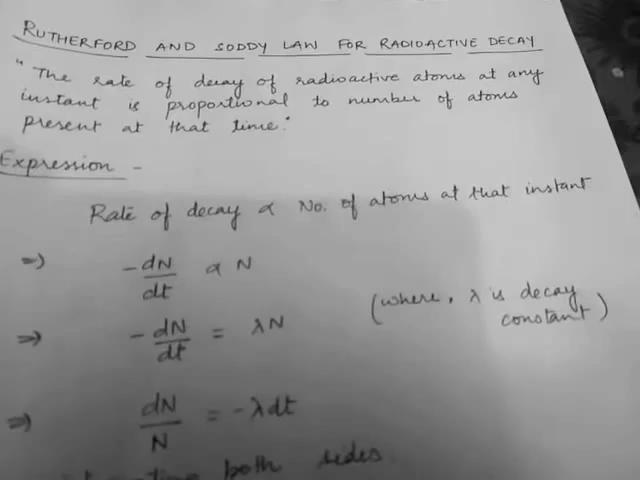 RUTHERFORD AND SODDY LAW FOR RADIOACTIVE DECAY
"The rate of decay of radioactive atoms at any
instant is proportional to number of atoms
present at that time."
Expression -
Rate of decay ∝ No. of atoms at that instant
⇒ -dN/dt ∝ N
⇒ -dN/dt = λN (where, λ is decay constant)
⇒ dN/N = -λdt
both sides